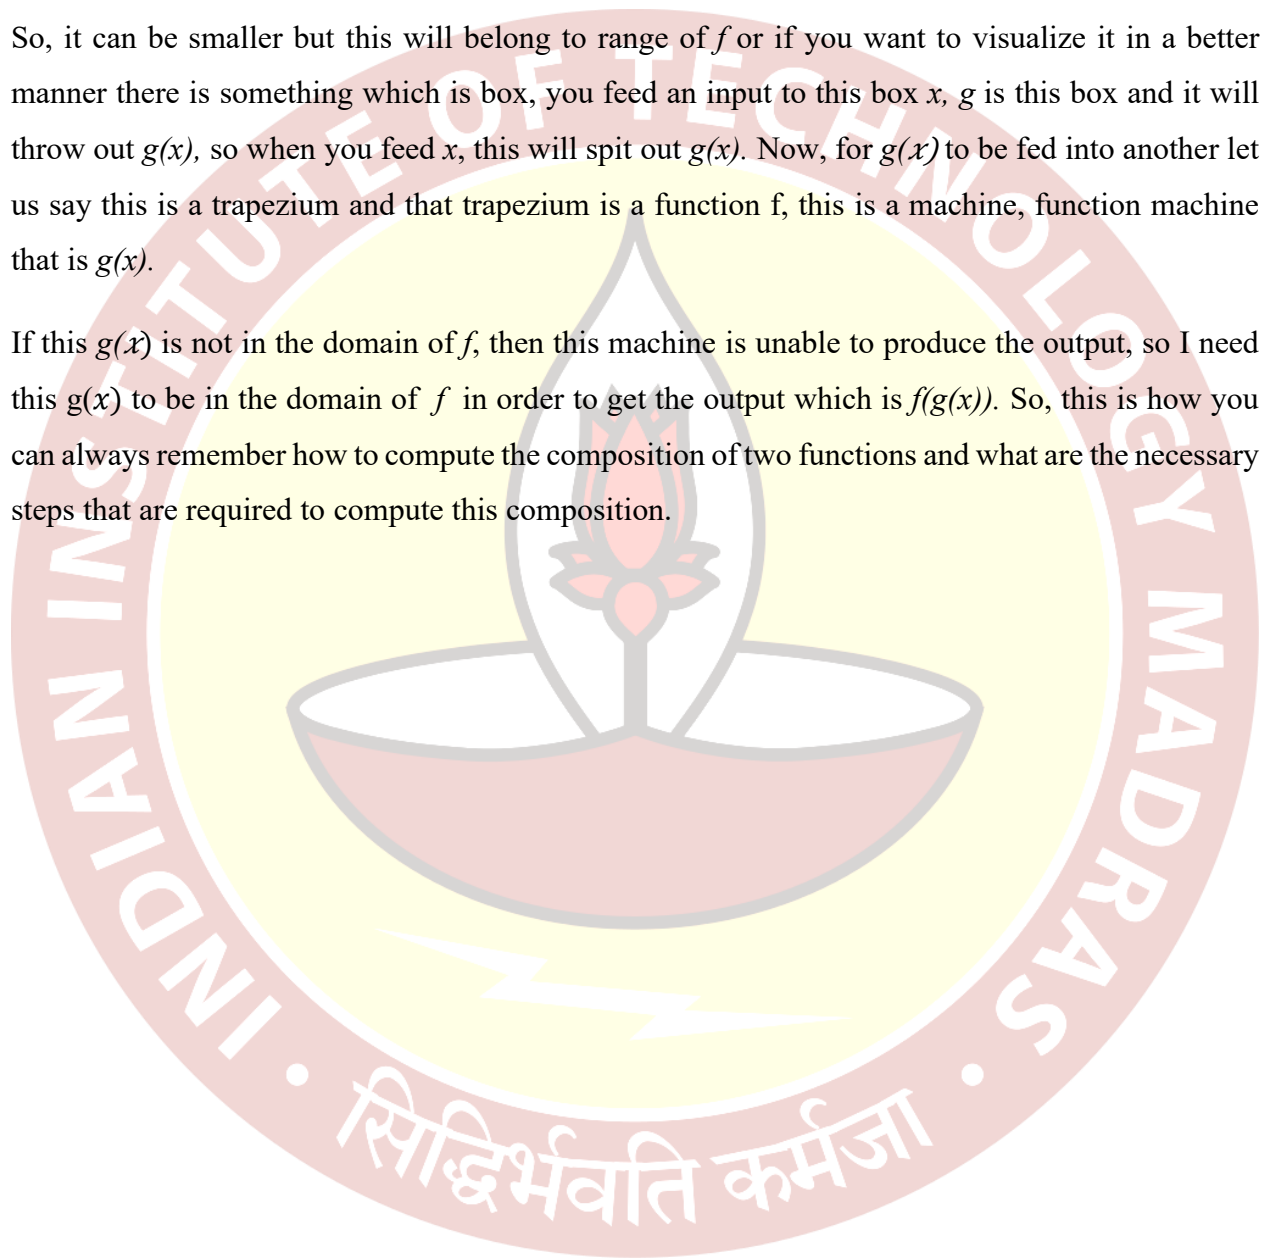 So, it can be smaller but this will belong to range of f or if you want to visualize it in a better
manner there is something which is box, you feed an input to this box x, g is this box and it will
throw out g(x), so when you feed x, this will spit out g(x). Now, for g(x) to be fed into another let
us say this is a trapezium and that trapezium is a function f, this is a machine, function machine
that is g(x).
If this g(x) is not in the domain of f, then this machine is unable to produce the output, so I need
this g(x) to be in the domain of f in order to get the output which is f(g(x)). So, this is how you
can always remember how to compute the composition of two functions and what are the necessary
steps that are required to compute this composition.
INDIAN INSTITUTE OF TECHNOLOGY MADRAS
सिद्धिर्भवति कर्मजा